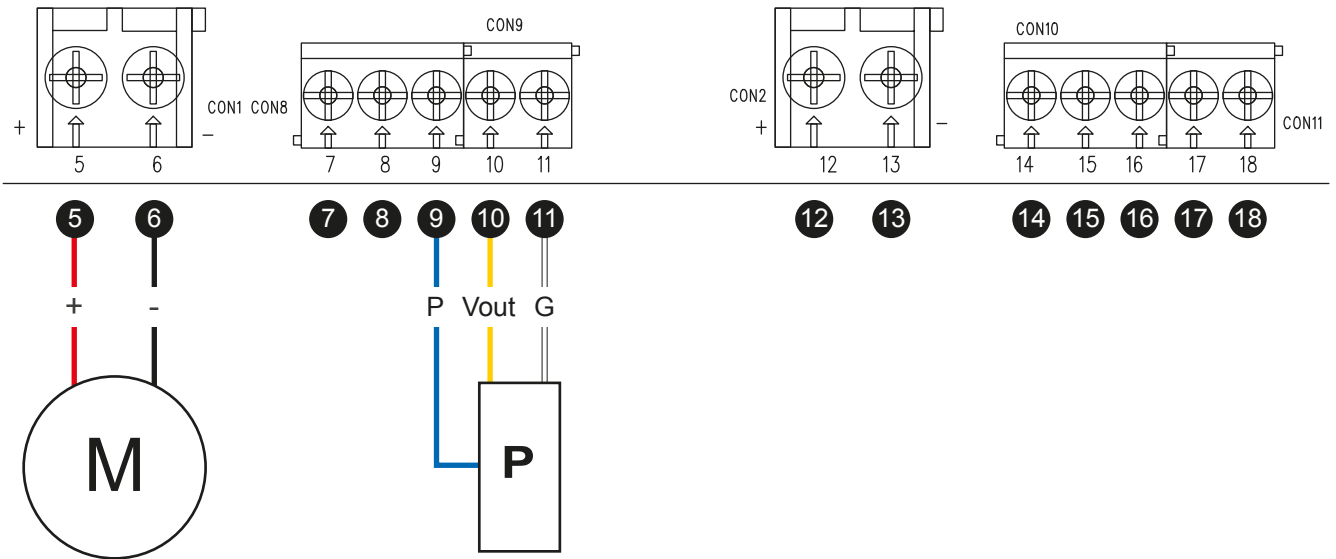 CON9
CON10
CON1 CON8
CON2
CON11
+ -
+ -
5 6 7 8 9 10 11 12 13 14 15 16 17 18
5 6 7 8 9 10 11 12 13 14 15 16 17 18
+ - P Vout G
M P